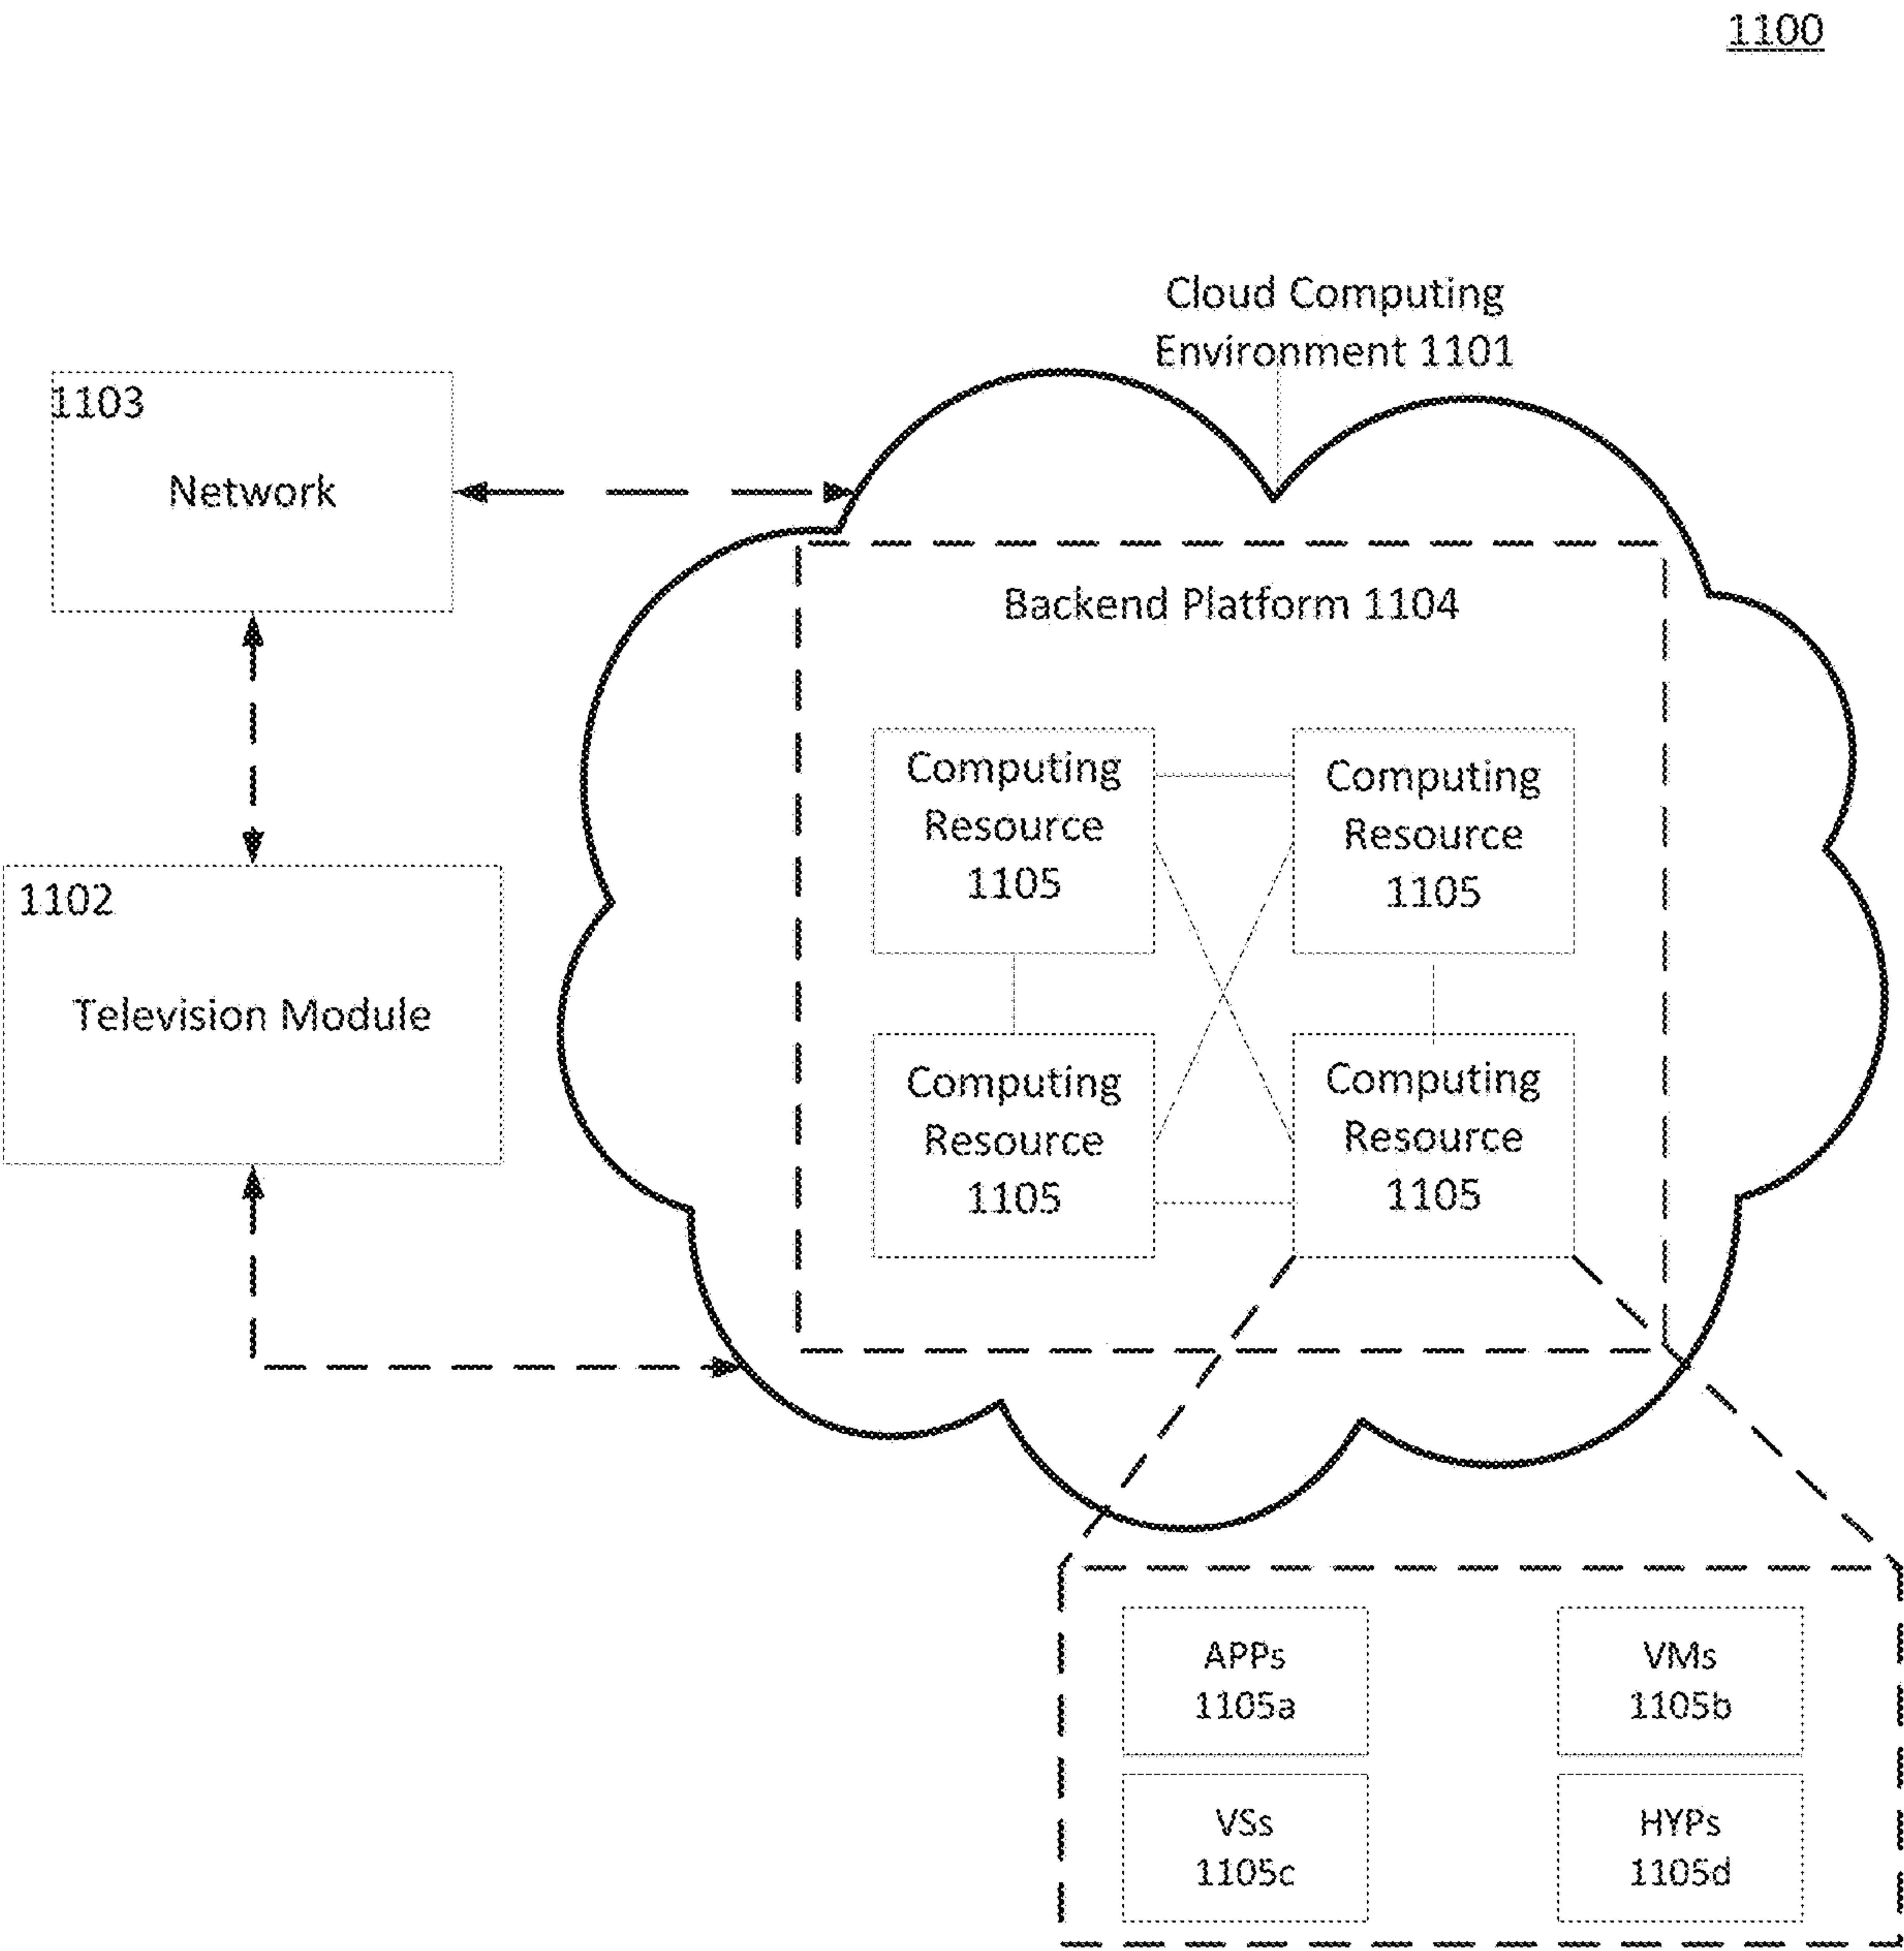 1100
Cloud Computing
Environment 1101
1103
Network
Backend Platform 1104
Computing
Resource
1105
Computing
Resource
1105
1102
Television Module
Computing
Resource
1105
Computing
Resource
1105
APPs
1105a
VMs
1105b
VSs
1105c
HYPs
1105d